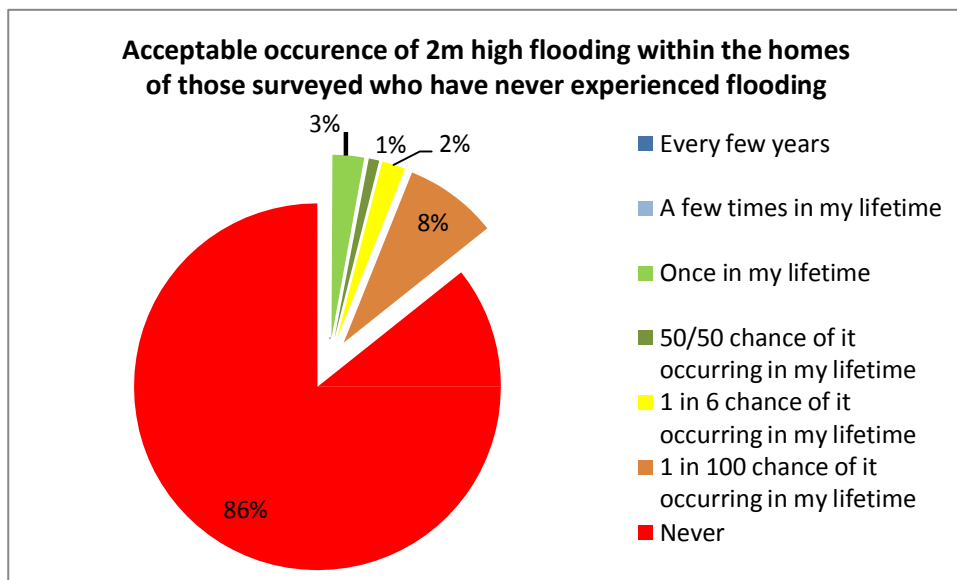 Acceptable occurence of 2m high flooding within the homes
of those surveyed who have never experienced flooding
3%
1%
2%
8%
86%
Every few years
A few times in my lifetime
Once in my lifetime
50/50 chance of it
occurring in my lifetime
1 in 6 chance of it
occurring in my lifetime
1 in 100 chance of it
occurring in my lifetime
Never